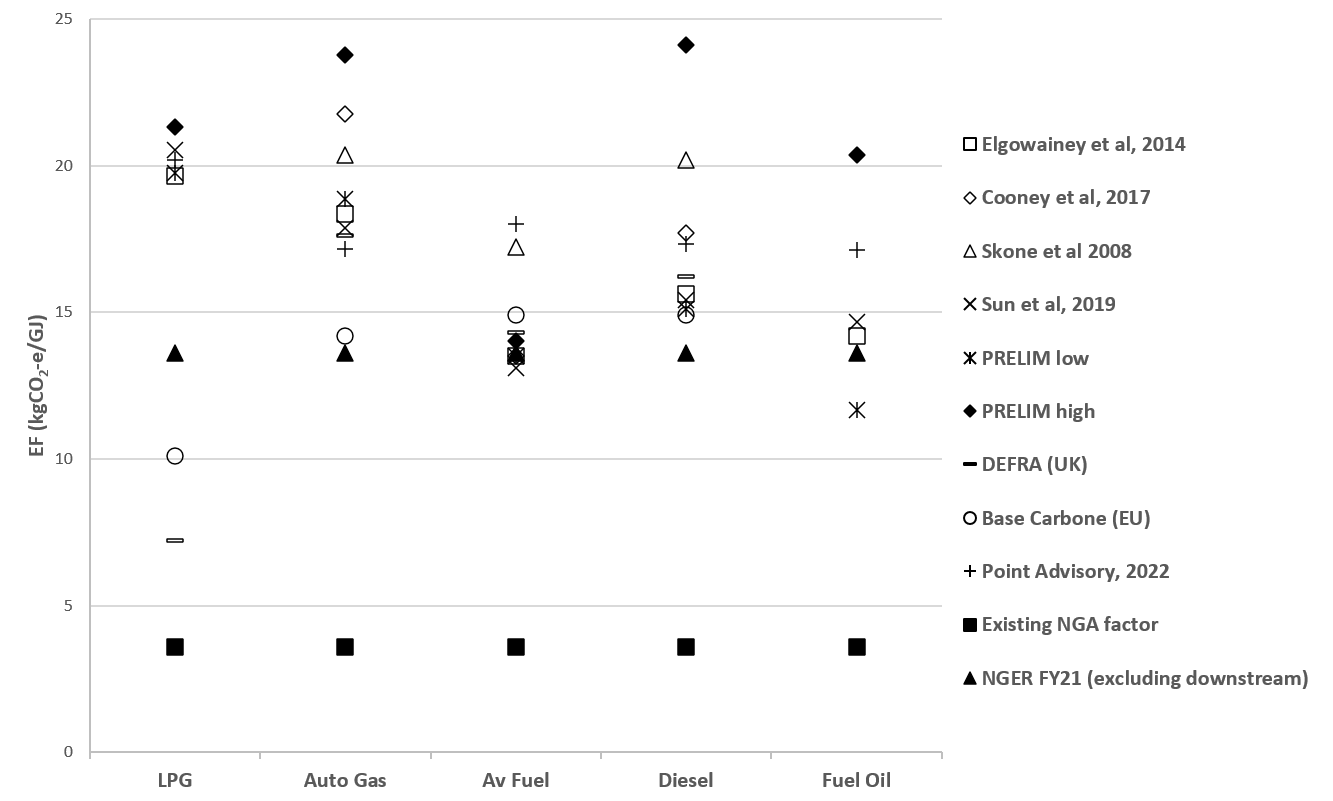 25
20
15
10
5
0
EF (kgCO₂-e/GJ)
LPG
Auto Gas
Av Fuel
Diesel
Fuel Oil
Elgowainey et al, 2014
Cooney et al, 2017
Skone et al 2008
Sun et al, 2019
PRELIM low
PRELIM high
DEFRA (UK)
Base Carbone (EU)
Point Advisory, 2022
Existing NGA factor
NGER FY21 (excluding downstream)